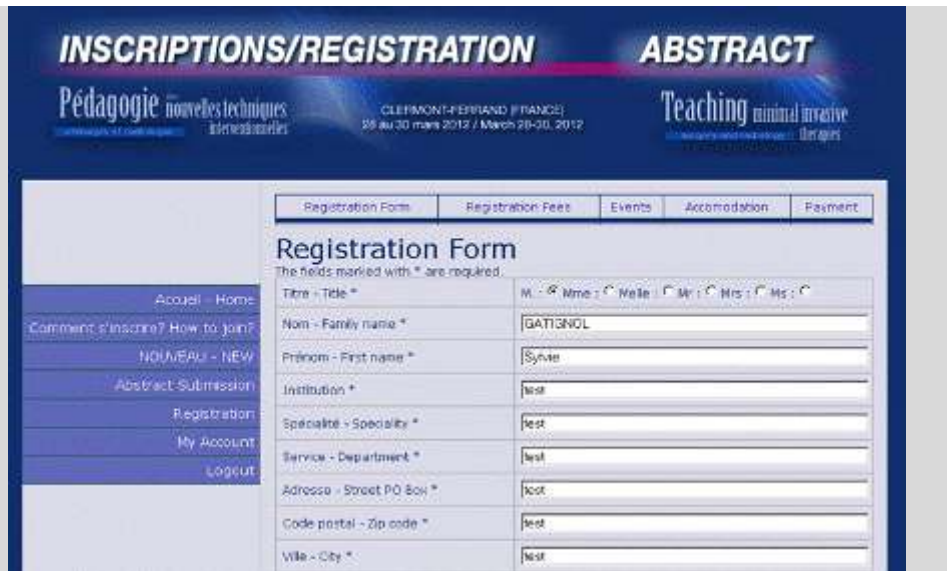 INSCRIPTIONS/REGISTRATION ABSTRACT
Pédagogie nouvelles techniques
interventionnelles
CLERMONT-FERRAND (FRANCE)
28 au 30 mars 2012 / March 28-30, 2012
Teaching minimal invasive
therapies
Registration Form Registration Fees Events Accomodation Payment
Registration Form
The fields marked with * are required.
Accueil - Home
Comment s'inscrire? How to join?
NOUVEAU - NEW
Abstract Submission
Registration
My Account
Logout
Titre - Title * M. : Mme : Melle : Mr : Mrs : Ms :
Nom - Family name * GATIGNOL
Prénom - First name * Sylvie
Institution * test
Spécialité - Speciality * test
Service - Department * test
Adresse - Street PO Box * test
Code postal - Zip code * test
Ville - City * test